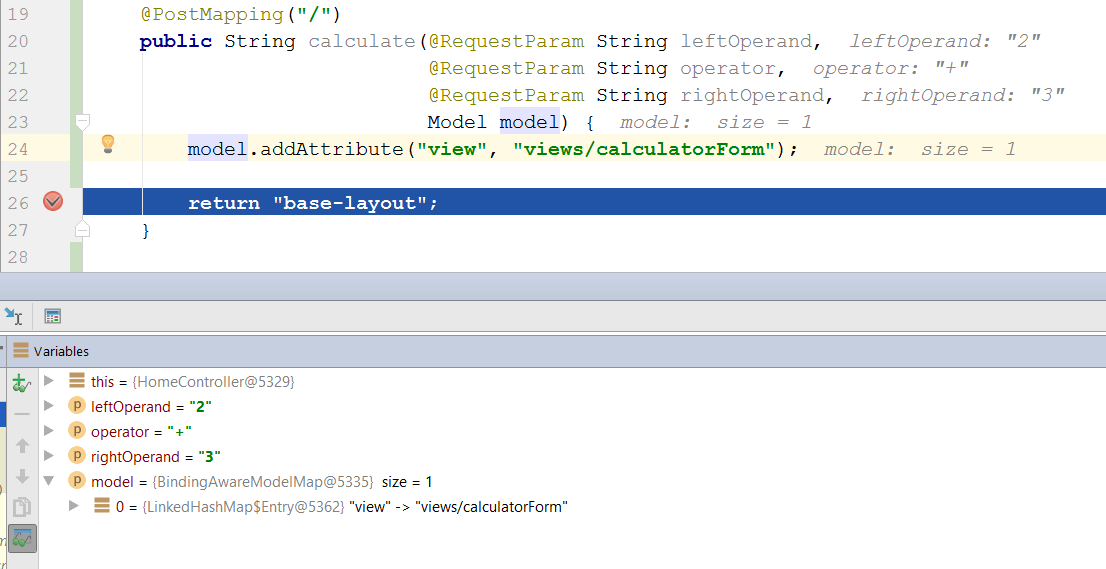 19 @PostMapping("/")
20 public String calculate(@RequestParam String leftOperand, leftOperand: "2"
21 @RequestParam String operator, operator: "+"
22 @RequestParam String rightOperand, rightOperand: "3"
23 Model model) { model: size = 1
24 model.addAttribute("view", "views/calculatorForm"); model: size = 1
25
26 return "base-layout";
27 }
28
Variables
this = {HomeController@5329}
p leftOperand = "2"
p operator = "+"
p rightOperand = "3"
p model = {BindingAwareModelMap@5335} size = 1
0 = {LinkedHashMap$Entry@5362} "view" -> "views/calculatorForm"